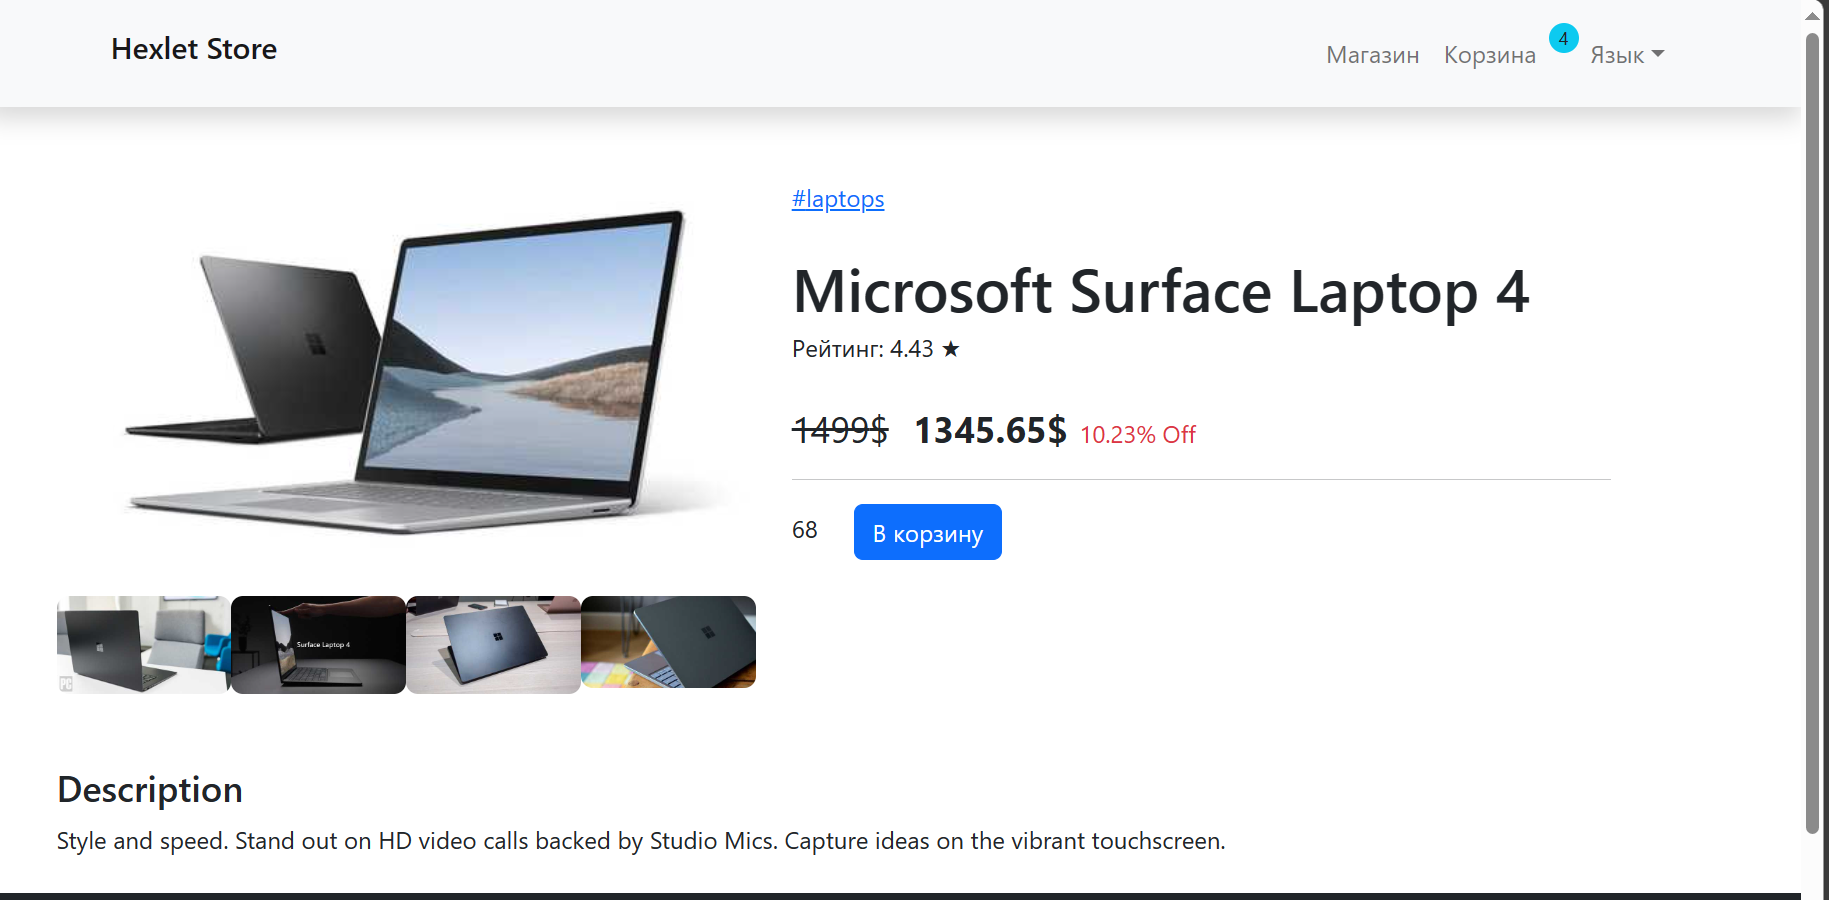 Hexlet Store
Магазин Корзина 4 Язык
#laptops
Microsoft Surface Laptop 4
Рейтинг: 4.43 ★
1499$ 1345.65$ 10.23% Off
68 В корзину
PC
Surface Laptop 4
Description
Style and speed. Stand out on HD video calls backed by Studio Mics. Capture ideas on the vibrant touchscreen.